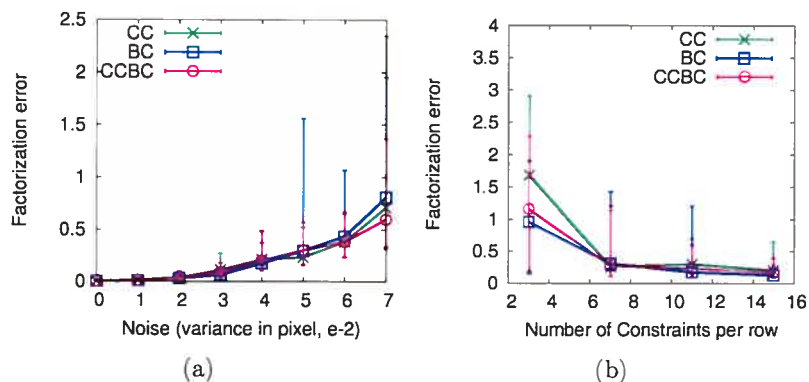 CC
BC
CCBC
Factorization error
2.5
2
1.5
1
0.5
0
0 1 2 3 4 5 6 7
Noise (variance in pixel, e-2)
(a)
CC
BC
CCBC
Factorization error
4
3.5
3
2.5
2
1.5
1
0.5
0
2 4 6 8 10 12 14 16
Number of Constraints per row
(b)